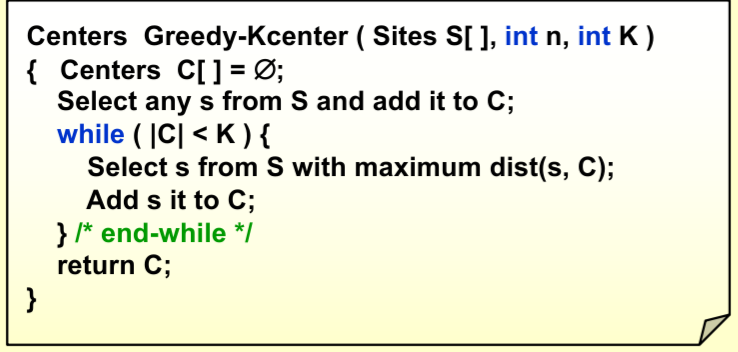 Centers Greedy-Kcenter ( Sites S[ ], int n, int K )
{ Centers C[ ] = ∅;
Select any s from S and add it to C;
while ( |C| < K ) {
Select s from S with maximum dist(s, C);
Add s it to C;
} /* end-while */
return C;
}